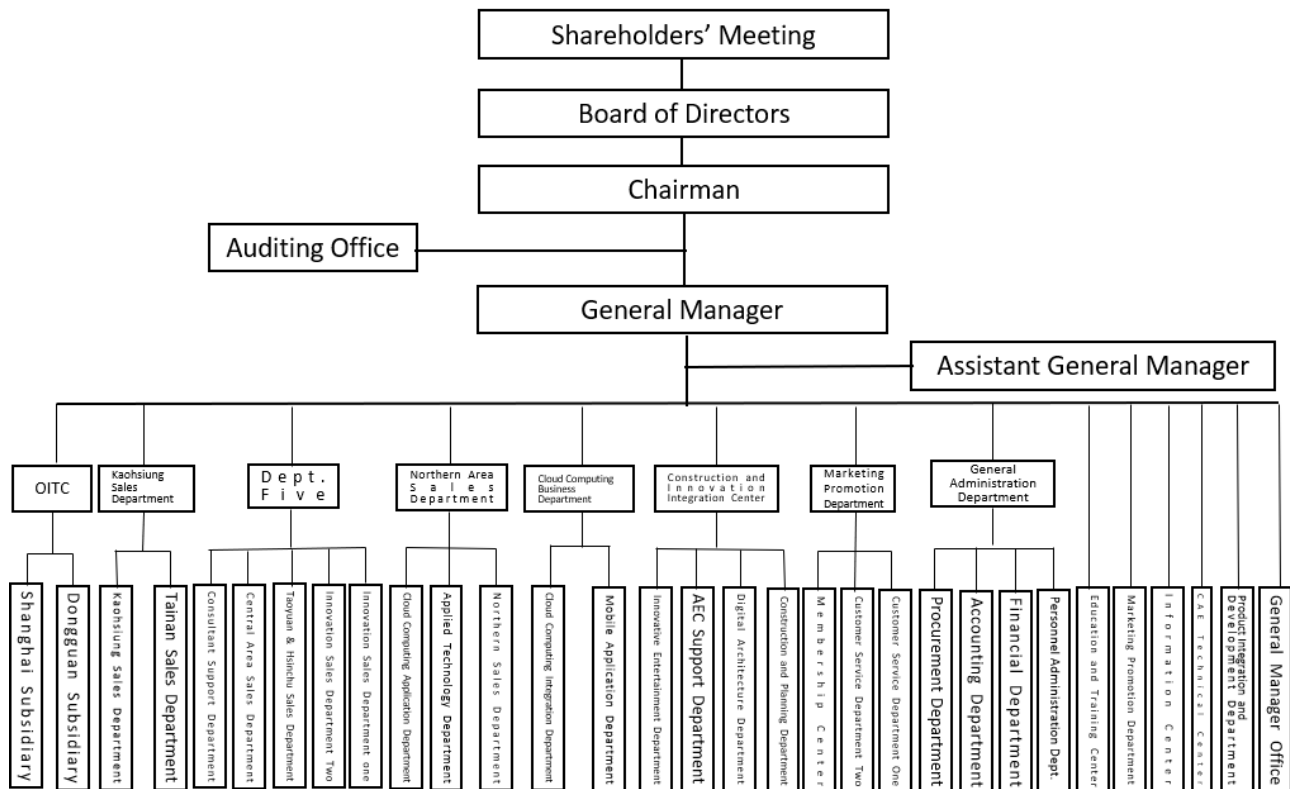 Shareholders' Meeting
Board of Directors
Chairman
Auditing Office
General Manager
Assistant General Manager
OITC
Kaohsiung
Sales
Department
Dept.
Five
Northern Area
Sales
Department
Cloud Computing
Business
Department
Construction and
Innovation
Integration Center
Marketing
Promotion
Department
General
Administration
Department
Shanghai Subsidiary
Dongguan Subsidiary
Kaohsiung Sales Department
Tainan Sales Department
Consultant Support Department
Central Area Sales Department
Taoyuan & Hsinchu Sales Department
Innovation Sales Department Two
Innovation Sales Department one
Cloud Computing Application Department
Applied Technology Department
Northern Sales Department
Cloud Computing Integration Department
Mobile Application Department
Innovative Entertainment Department
AEC Support Department
Digital Architecture Department
Construction and Planning Department
Membership Center
Customer Service Department Two
Customer Service Department One
Procurement Department
Accounting Department
Financial Department
Personnel Administration Dept.
Education and Training Center
Marketing Promotion Department
Information Center
CAE Technical Center
Product Integration and
Development Department
General Manager Office